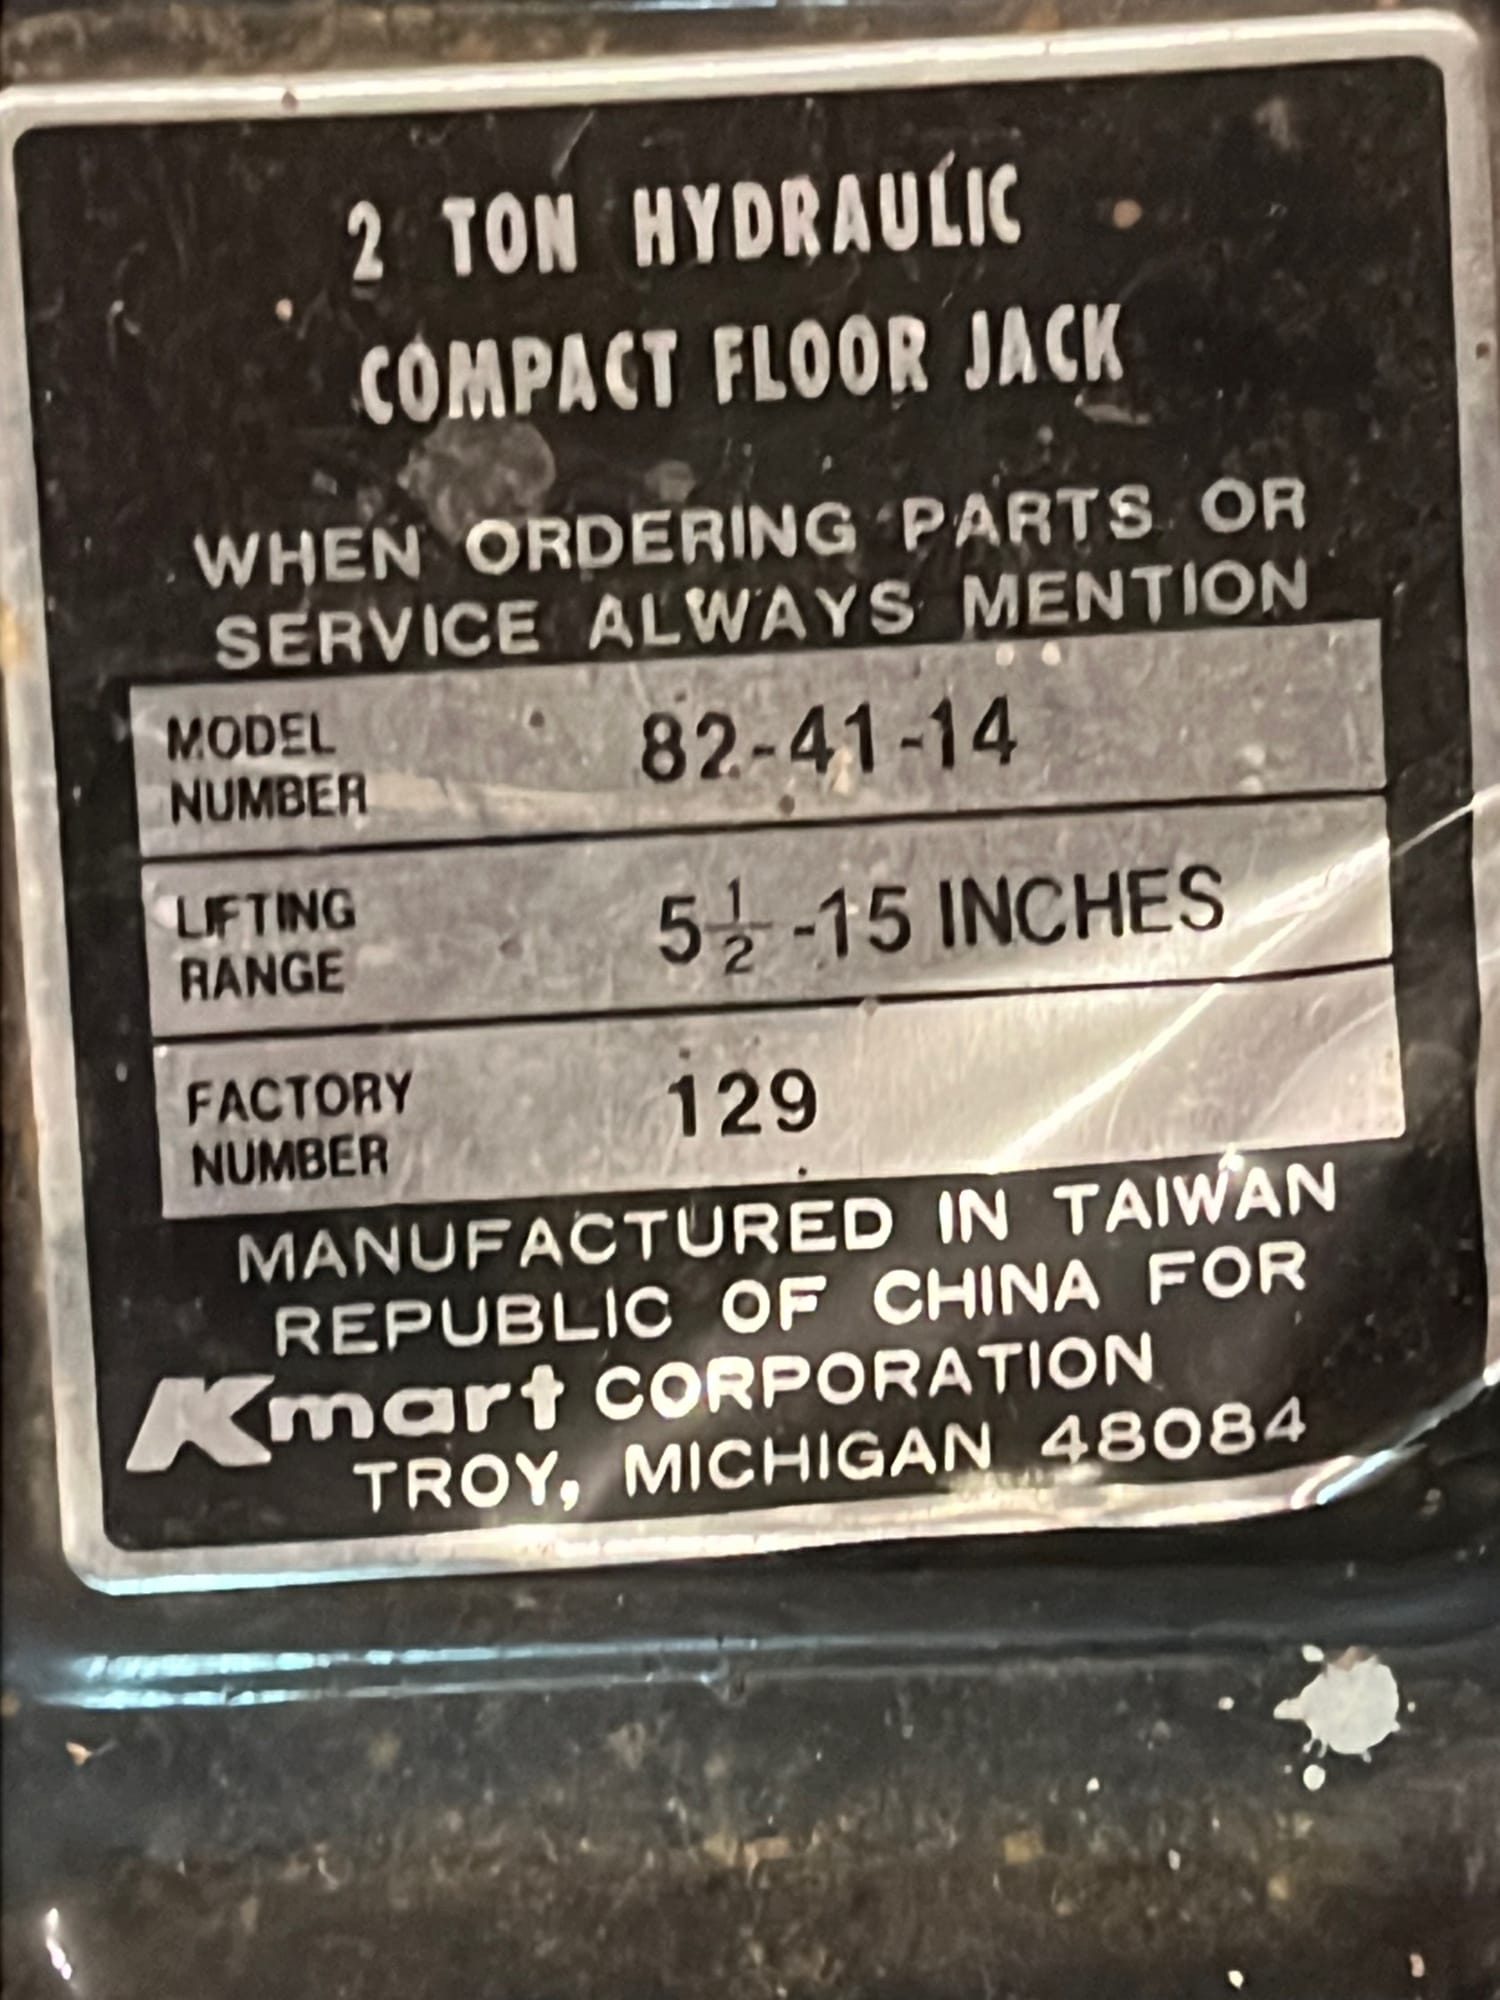 2 TON HYDRAULIC
COMPACT FLOOR JACK
WHEN ORDERING PARTS OR
SERVICE ALWAYS MENTION
MODEL
NUMBER
82-41-14
LIFTING
RANGE
5 1/2 -15 INCHES
FACTORY
NUMBER
129
MANUFACTURED IN TAIWAN
REPUBLIC OF CHINA FOR
Kmart CORPORATION
TROY, MICHIGAN 48084